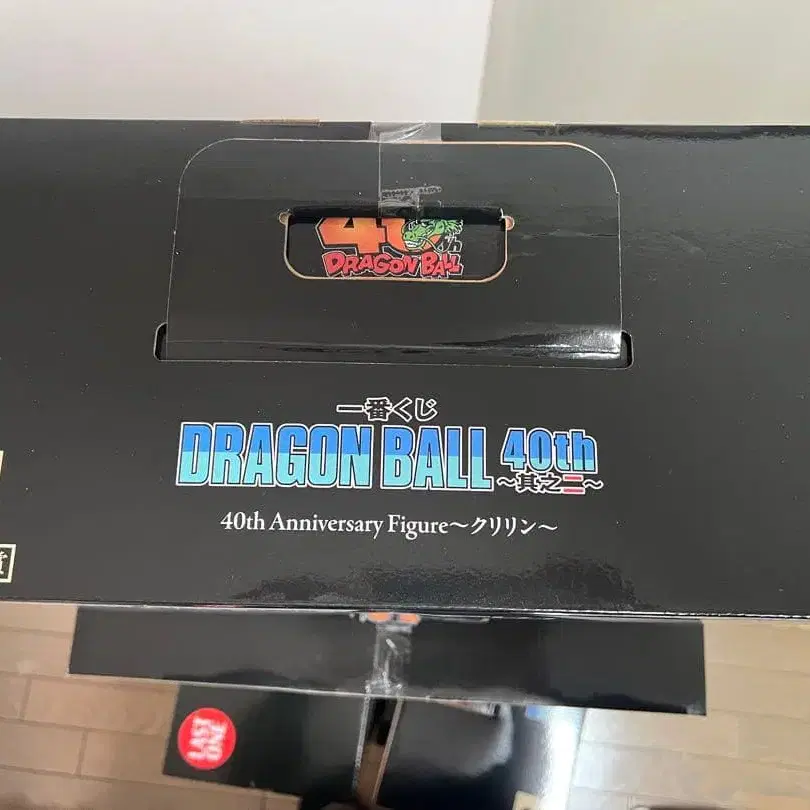 40th
DRAGON BALL
一番くじ
DRAGON BALL 40th
〜其之二〜
40th Anniversary Figure〜クリリン〜
LAST
ONE